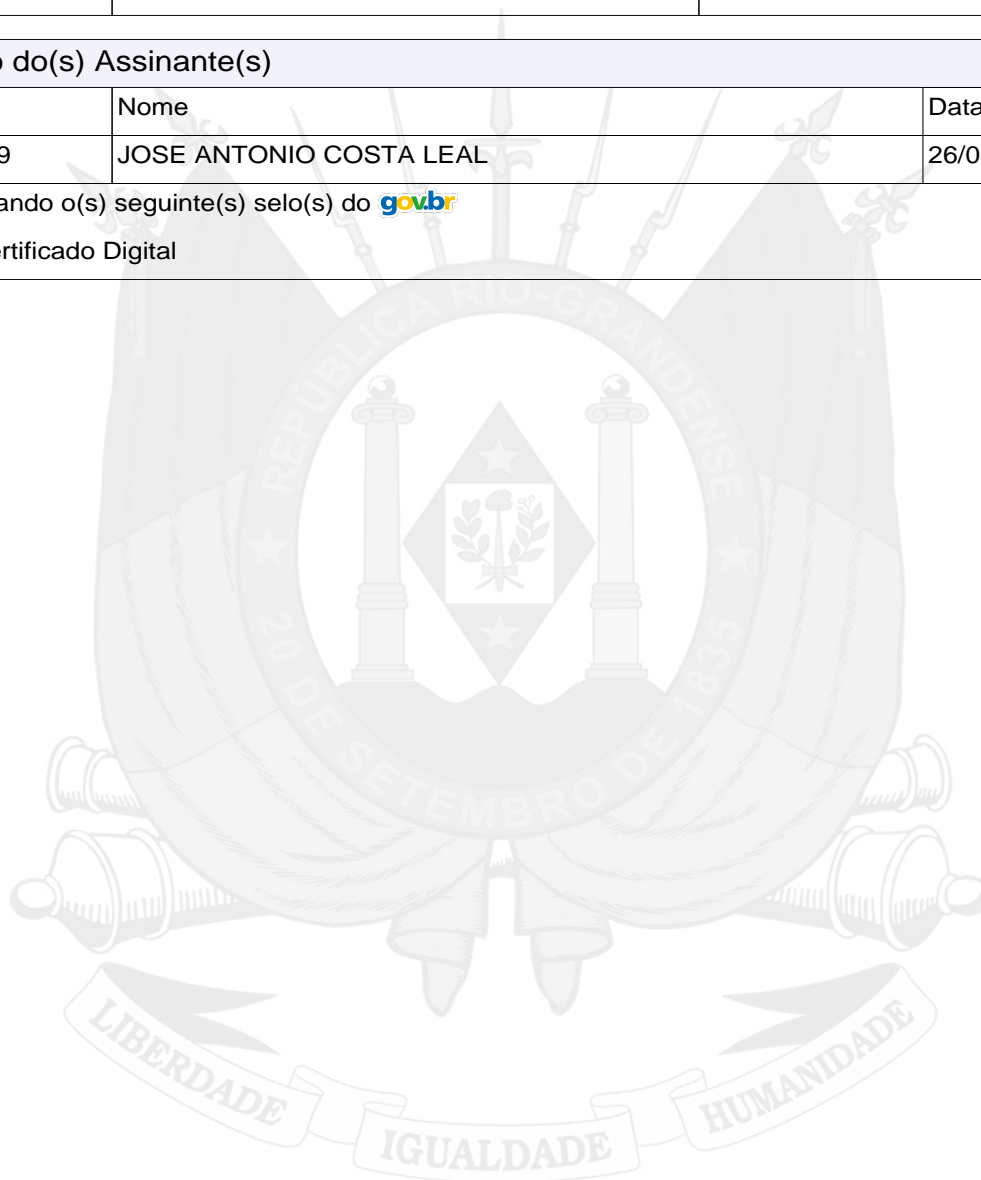 o do(s) Assinante(s)
Nome
Data
9
JOSE ANTONIO COSTA LEAL
26/0
ando o(s) seguinte(s) selo(s) do gov.br
rtificado Digital
REPÚBLICA RIO-GRANDENSE
20 DE SETEMBRO DE 1835
LIBERDADE
IGUALDADE
HUMANIDADE